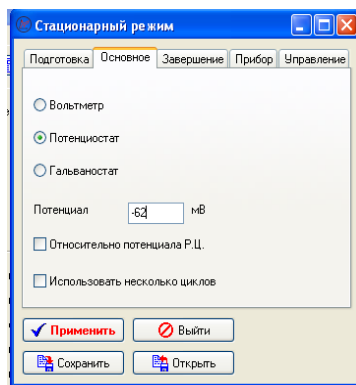 Стационарный режим
Подготовка Основное Завершение Прибор Управление
Вольтметр
Потенциостат
Гальваностат
Потенциал -62 мВ
Относительно потенциала Р.Ц.
Использовать несколько циклов
Применить Выйти
Сохранить Открыть